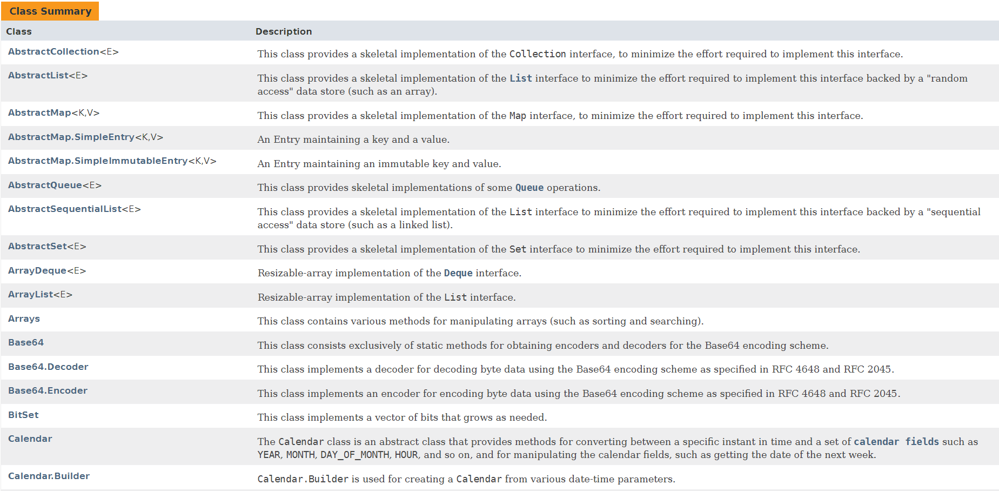 Class Summary
Class Description
AbstractCollection<E> This class provides a skeletal implementation of the Collection interface, to minimize the effort required to implement this interface.
AbstractList<E> This class provides a skeletal implementation of the List interface to minimize the effort required to implement this interface backed by a "random
access" data store (such as an array).
AbstractMap<K,V> This class provides a skeletal implementation of the Map interface, to minimize the effort required to implement this interface.
AbstractMap.SimpleEntry<K,V> An Entry maintaining a key and a value.
AbstractMap.SimpleImmutableEntry<K,V> An Entry maintaining an immutable key and value.
AbstractQueue<E> This class provides skeletal implementations of some Queue operations.
AbstractSequentialList<E> This class provides a skeletal implementation of the List interface to minimize the effort required to implement this interface backed by a "sequential
access" data store (such as a linked list).
AbstractSet<E> This class provides a skeletal implementation of the Set interface to minimize the effort required to implement this interface.
ArrayDeque<E> Resizable-array implementation of the Deque interface.
ArrayList<E> Resizable-array implementation of the List interface.
Arrays This class contains various methods for manipulating arrays (such as sorting and searching).
Base64 This class consists exclusively of static methods for obtaining encoders and decoders for the Base64 encoding scheme.
Base64.Decoder This class implements a decoder for decoding byte data using the Base64 encoding scheme as specified in RFC 4648 and RFC 2045.
Base64.Encoder This class implements an encoder for encoding byte data using the Base64 encoding scheme as specified in RFC 4648 and RFC 2045.
BitSet This class implements a vector of bits that grows as needed.
Calendar The Calendar class is an abstract class that provides methods for converting between a specific instant in time and a set of calendar fields such as
YEAR, MONTH, DAY_OF_MONTH, HOUR, and so on, and for manipulating the calendar fields, such as getting the date of the next week.
Calendar.Builder Calendar.Builder is used for creating a Calendar from various date-time parameters.